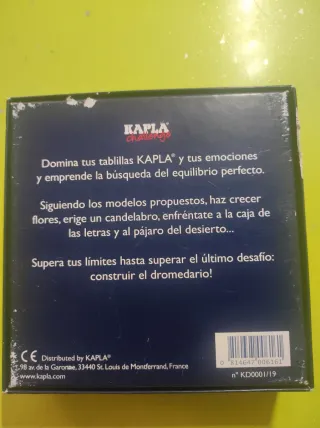 KAPLA®
challenge
Domina tus tablillas KAPLA® y tus emociones
y emprende la búsqueda del equilibrio perfecto.
Siguiendo los modelos propuestos, haz crecer
flores, erige un candelabro, enfréntate a la caja de
las letras y al pájaro del desierto...
Supera tus límites hasta superar el último desafío:
construir el dromedario!
CE Distributed by KAPLA®
98 av. de la Garonne, 33440 St. Louis de Montferrand, France
www.kapla.com
n° KD0001/19